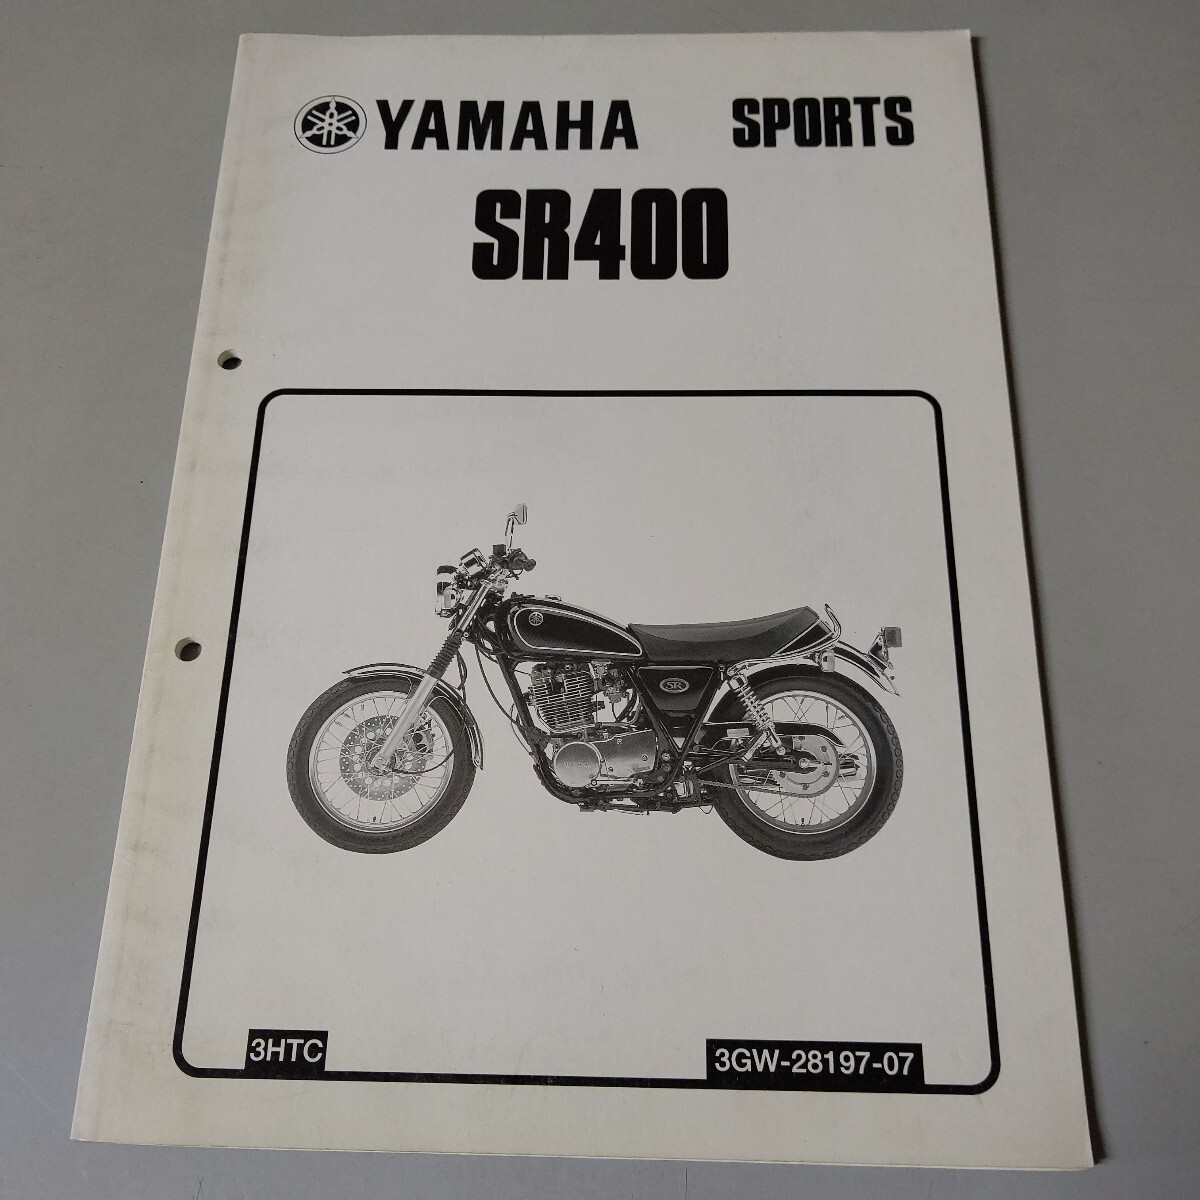 YAMAHA SPORTS
SR400
SR
3HTC
3GW-28197-07